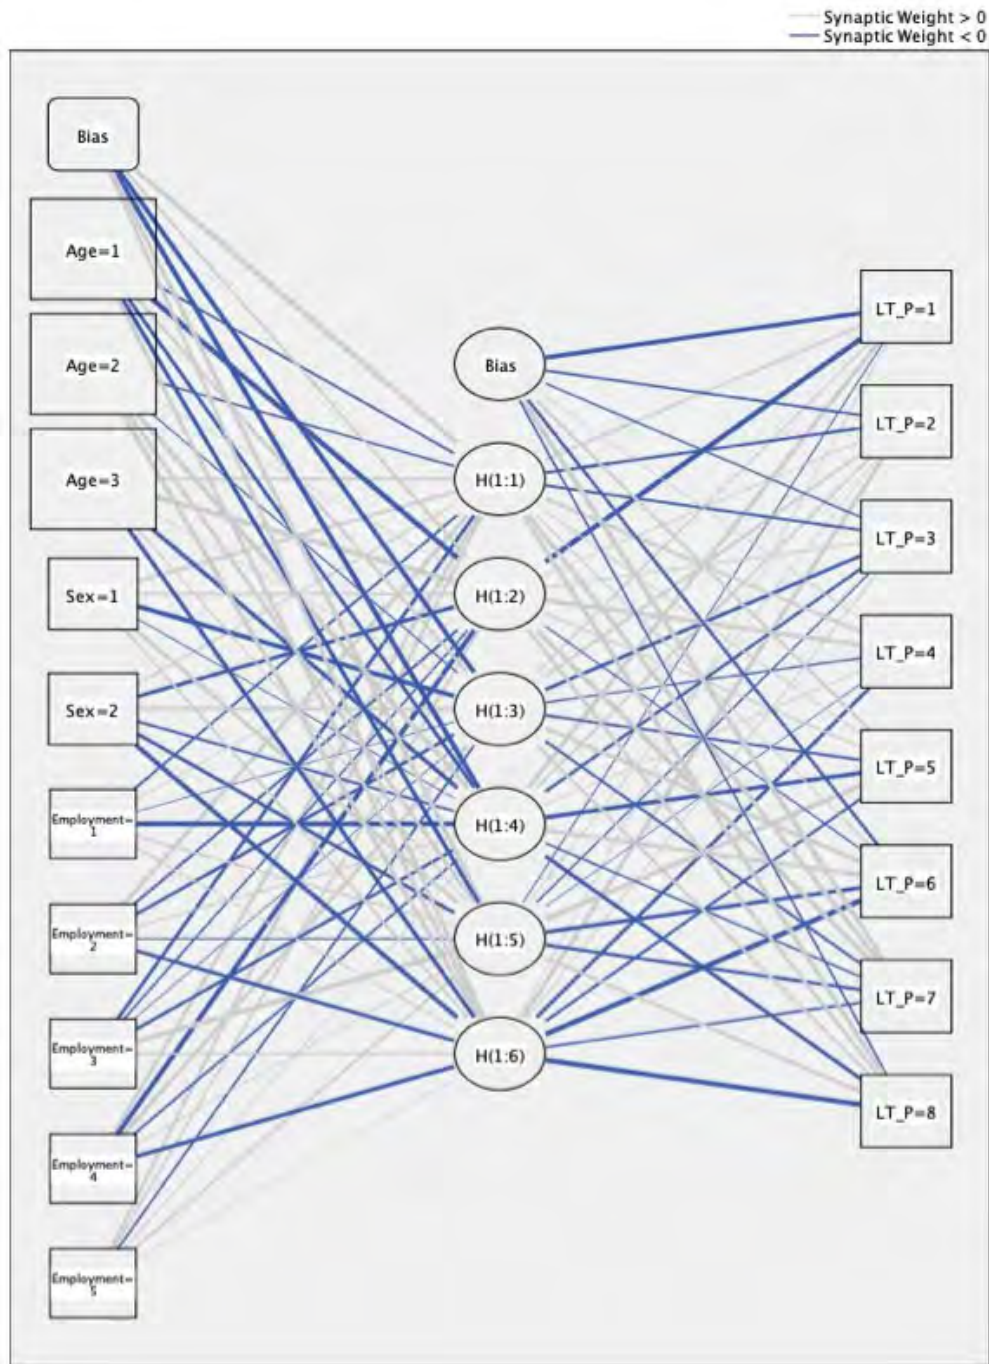 Synaptic Weight > 0
Synaptic Weight < 0
Bias
Age=1
Age=2
Age=3
Sex=1
Sex=2
Employment=
1
Employment=
2
Employment=
3
Employment=
4
Employment=
5
Bias
H(1:1)
H(1:2)
H(1:3)
H(1:4)
H(1:5)
H(1:6)
LT_P=1
LT_P=2
LT_P=3
LT_P=4
LT_P=5
LT_P=6
LT_P=7
LT_P=8